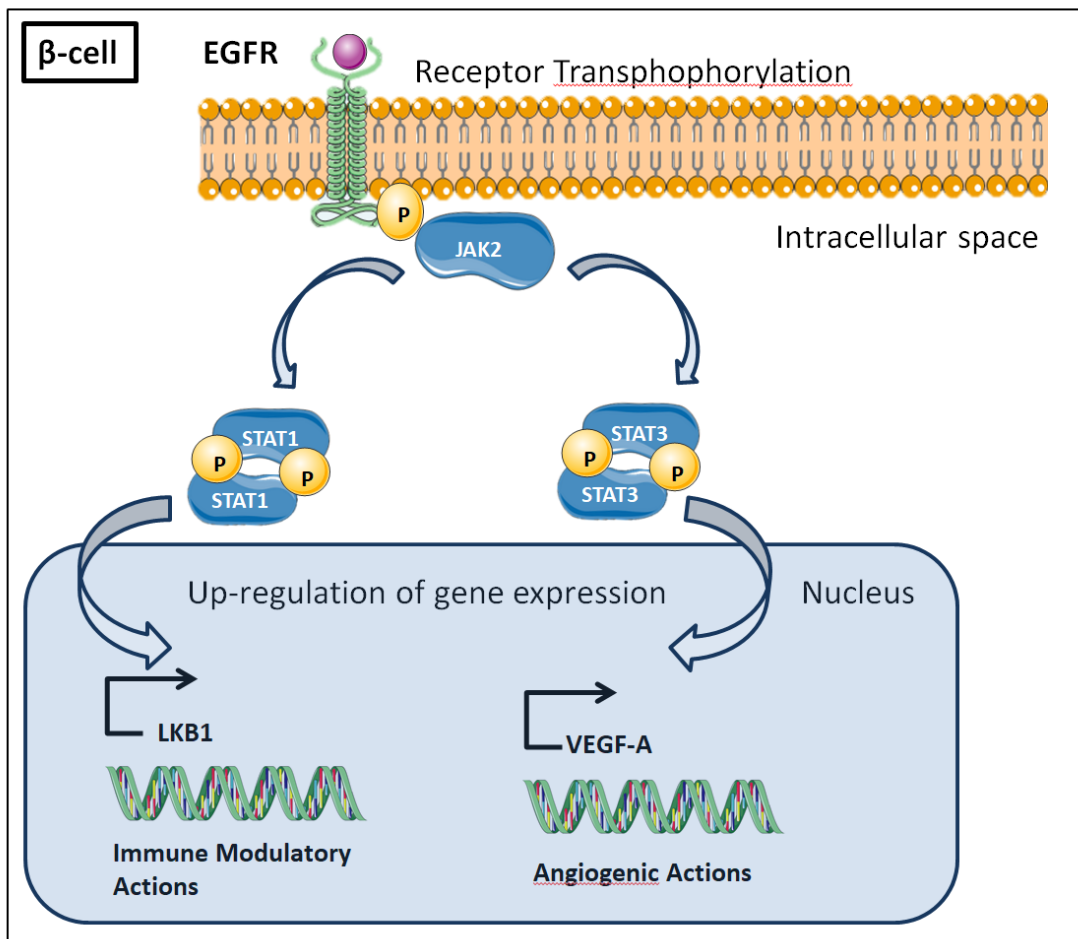 β-cell
EGFR
Receptor Transphophorylation
P
JAK2
Intracellular space
STAT1
P
P
STAT1
STAT3
P
P
STAT3
Up-regulation of gene expression
Nucleus
LKB1
VEGF-A
Immune Modulatory
Actions
Angiogenic Actions